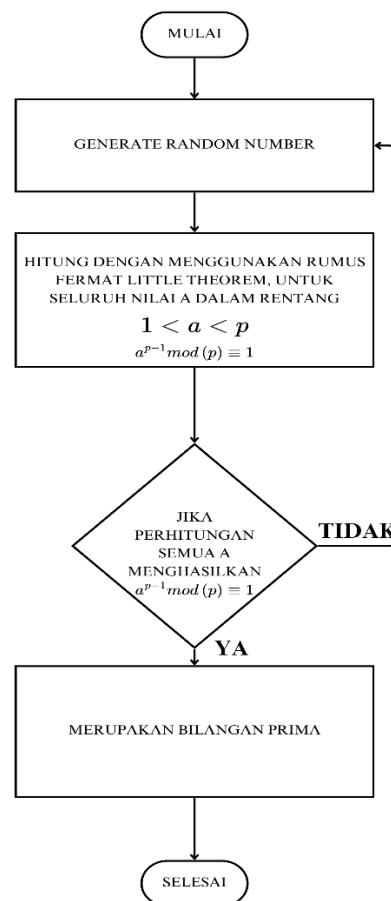 MULAI
GENERATE RANDOM NUMBER
HITUNG DENGAN MENGGUNAKAN RUMUS
FERMAT LITTLE THEOREM, UNTUK
SELURUH NILAI A DALAM RENTANG
1 < a < p
a^{p-1} mod (p) ≡ 1
JIKA
PERHITUNGAN
SEMUA A
MENGHASILKAN
a^{p-1} mod (p) ≡ 1
TIDAK
YA
MERUPAKAN BILANGAN PRIMA
SELESAI